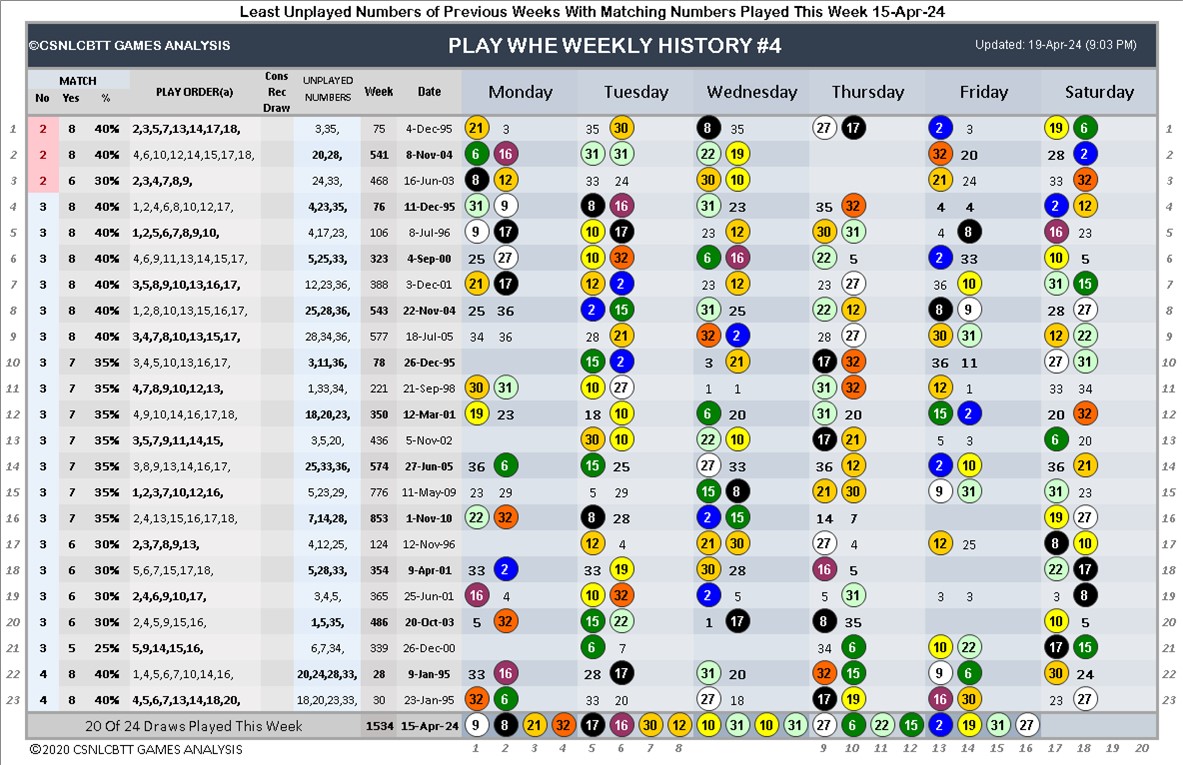 Least Unplayed Numbers of Previous Weeks With Matching Numbers Played This Week 15-Apr-24
©CSNLCBTT GAMES ANALYSIS PLAY WHE WEEKLY HISTORY #4 Updated: 19-Apr-24 (9:03 PM)
MATCH No Yes % PLAY ORDER(a) Cons Rec Draw UNPLAYED NUMBERS Week Date Monday Tuesday Wednesday Thursday Friday Saturday
1 2 8 40% 2,3,5,7,13,14,17,18, 3,35, 75 4-Dec-95 21 3 35 30 8 35 27 17 2 3 19 6 1
2 2 8 40% 4,6,10,12,14,15,17,18, 20,28, 541 8-Nov-04 6 16 31 31 22 19 32 20 28 2 2
3 2 6 30% 2,3,4,7,8,9, 24,33, 468 16-Jun-03 8 12 33 24 30 10 21 24 33 32 3
4 3 8 40% 1,2,4,6,8,10,12,17, 4,23,35, 76 11-Dec-95 31 9 8 16 31 23 35 32 4 4 2 12 4
5 3 8 40% 1,2,5,6,7,8,9,10, 4,17,23, 106 8-Jul-96 9 17 10 17 23 12 30 31 4 8 16 23 5
6 3 8 40% 4,6,9,11,13,14,15,17, 5,25,33, 323 4-Sep-00 25 27 10 32 6 16 22 5 2 33 10 5 6
7 3 8 40% 3,5,8,9,10,13,16,17, 12,23,36, 388 3-Dec-01 21 17 12 2 23 12 23 27 36 10 31 15 7
8 3 8 40% 1,2,8,10,13,15,16,17, 25,28,36, 543 22-Nov-04 25 36 2 15 31 25 22 12 8 9 28 27 8
9 3 8 40% 3,4,7,8,10,13,15,17, 28,34,36, 577 18-Jul-05 34 36 28 21 32 2 28 27 30 31 12 22 9
10 3 7 35% 3,4,5,10,13,16,17, 3,11,36, 78 26-Dec-95 15 2 3 21 17 32 36 11 27 31 10
11 3 7 35% 4,7,8,9,10,12,13, 1,33,34, 221 21-Sep-98 30 31 10 27 1 1 31 32 12 1 33 34 11
12 3 7 35% 4,9,10,14,16,17,18, 18,20,23, 350 12-Mar-01 19 23 18 10 6 20 31 20 15 2 20 32 12
13 3 7 35% 3,5,7,9,11,14,15, 3,5,20, 436 5-Nov-02 30 10 22 10 17 21 5 3 6 20 13
14 3 7 35% 3,8,9,13,14,16,17, 25,33,36, 574 27-Jun-05 36 6 15 25 27 33 36 12 2 10 36 21 14
15 3 7 35% 1,2,3,7,10,12,16, 5,23,29, 776 11-May-09 23 29 5 29 15 8 21 30 9 31 31 23 15
16 3 7 35% 2,4,13,15,16,17,18, 7,14,28, 853 1-Nov-10 22 32 8 28 2 15 14 7 19 27 16
17 3 6 30% 2,3,7,8,9,13, 4,12,25, 124 12-Nov-96 12 4 21 30 27 4 12 25 8 10 17
18 3 6 30% 5,6,7,15,17,18, 5,28,33, 354 9-Apr-01 33 2 33 19 30 28 16 5 22 17 18
19 3 6 30% 2,4,6,9,10,17, 3,4,5, 365 25-Jun-01 16 4 10 32 2 5 5 31 3 3 3 8 19
20 3 6 30% 2,4,5,9,15,16, 1,5,35, 486 20-Oct-03 5 32 15 22 1 17 8 35 10 5 20
21 3 5 25% 5,9,14,15,16, 6,7,34, 339 26-Dec-00 6 7 34 6 10 22 17 15 21
22 4 8 40% 1,4,5,6,7,10,14,16, 20,24,28,33, 28 9-Jan-95 33 16 28 17 31 20 32 15 9 6 30 24 22
23 4 8 40% 4,5,6,7,13,14,18,20, 18,20,23,33, 30 23-Jan-95 32 6 33 20 27 18 17 19 16 30 23 27 23
20 Of 24 Draws Played This Week 1534 15-Apr-24 9 8 21 32 17 16 30 12 10 31 10 31 27 6 22 15 2 19 31 27
©2020 CSNLCBTT GAMES ANALYSIS 1 2 3 4 5 6 7 8 9 10 11 12 13 14 15 16 17 18 19 20